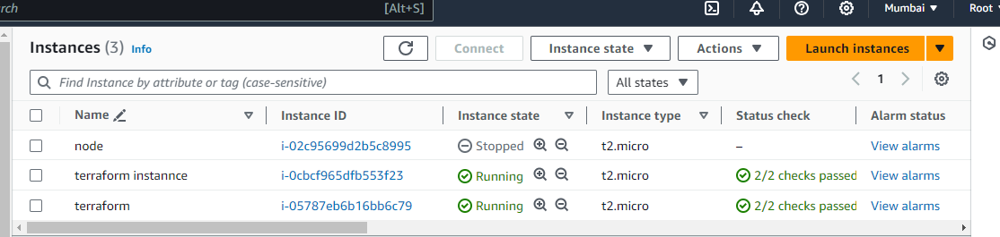 rch [Alt+S] Mumbai Root
Instances (3) Info Connect Instance state Actions Launch instances
Find Instance by attribute or tag (case-sensitive) All states 1
Name Instance ID Instance state Instance type Status check Alarm status
node i-02c95699d2b5c8995 Stopped t2.micro – View alarms
terraform instannce i-0cbcf965dfb553f23 Running t2.micro 2/2 checks passed View alarms
terraform i-05787eb6b16bb6c79 Running t2.micro 2/2 checks passed View alarms